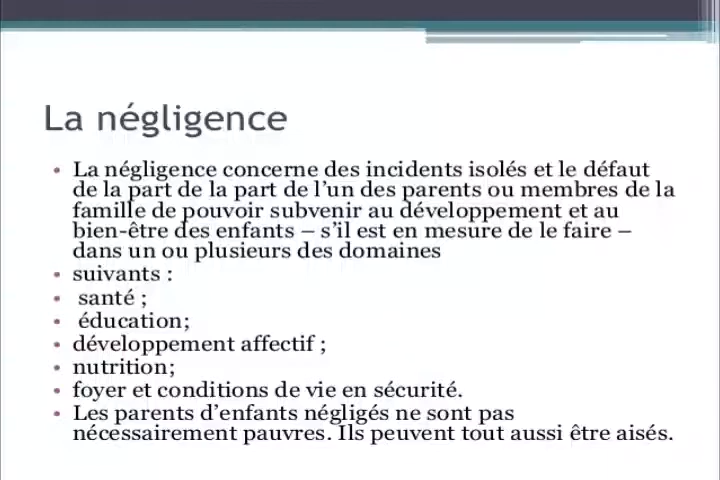 La négligence
• La négligence concerne des incidents isolés et le défaut
de la part de la part de l'un des parents ou membres de la
famille de pouvoir subvenir au développement et au
bien-être des enfants – s'il est en mesure de le faire –
dans un ou plusieurs des domaines
• suivants :
• santé ;
• éducation;
• développement affectif ;
• nutrition;
• foyer et conditions de vie en sécurité.
• Les parents d'enfants négligés ne sont pas
nécessairement pauvres. Ils peuvent tout aussi être aisés.